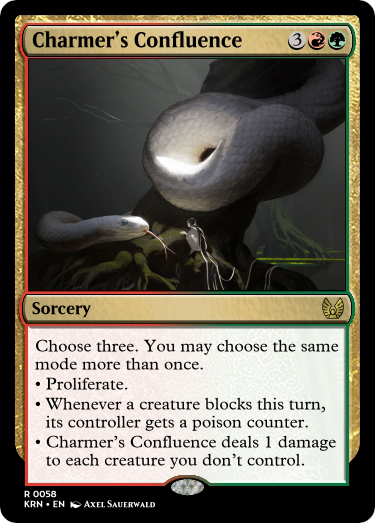 Charmer's Confluence 3
Sorcery
Choose three. You may choose the same
mode more than once.
• Proliferate.
• Whenever a creature blocks this turn,
its controller gets a poison counter.
• Charmer's Confluence deals 1 damage
to each creature you don't control.
R 0058
KRN • EN Axel Sauerwald